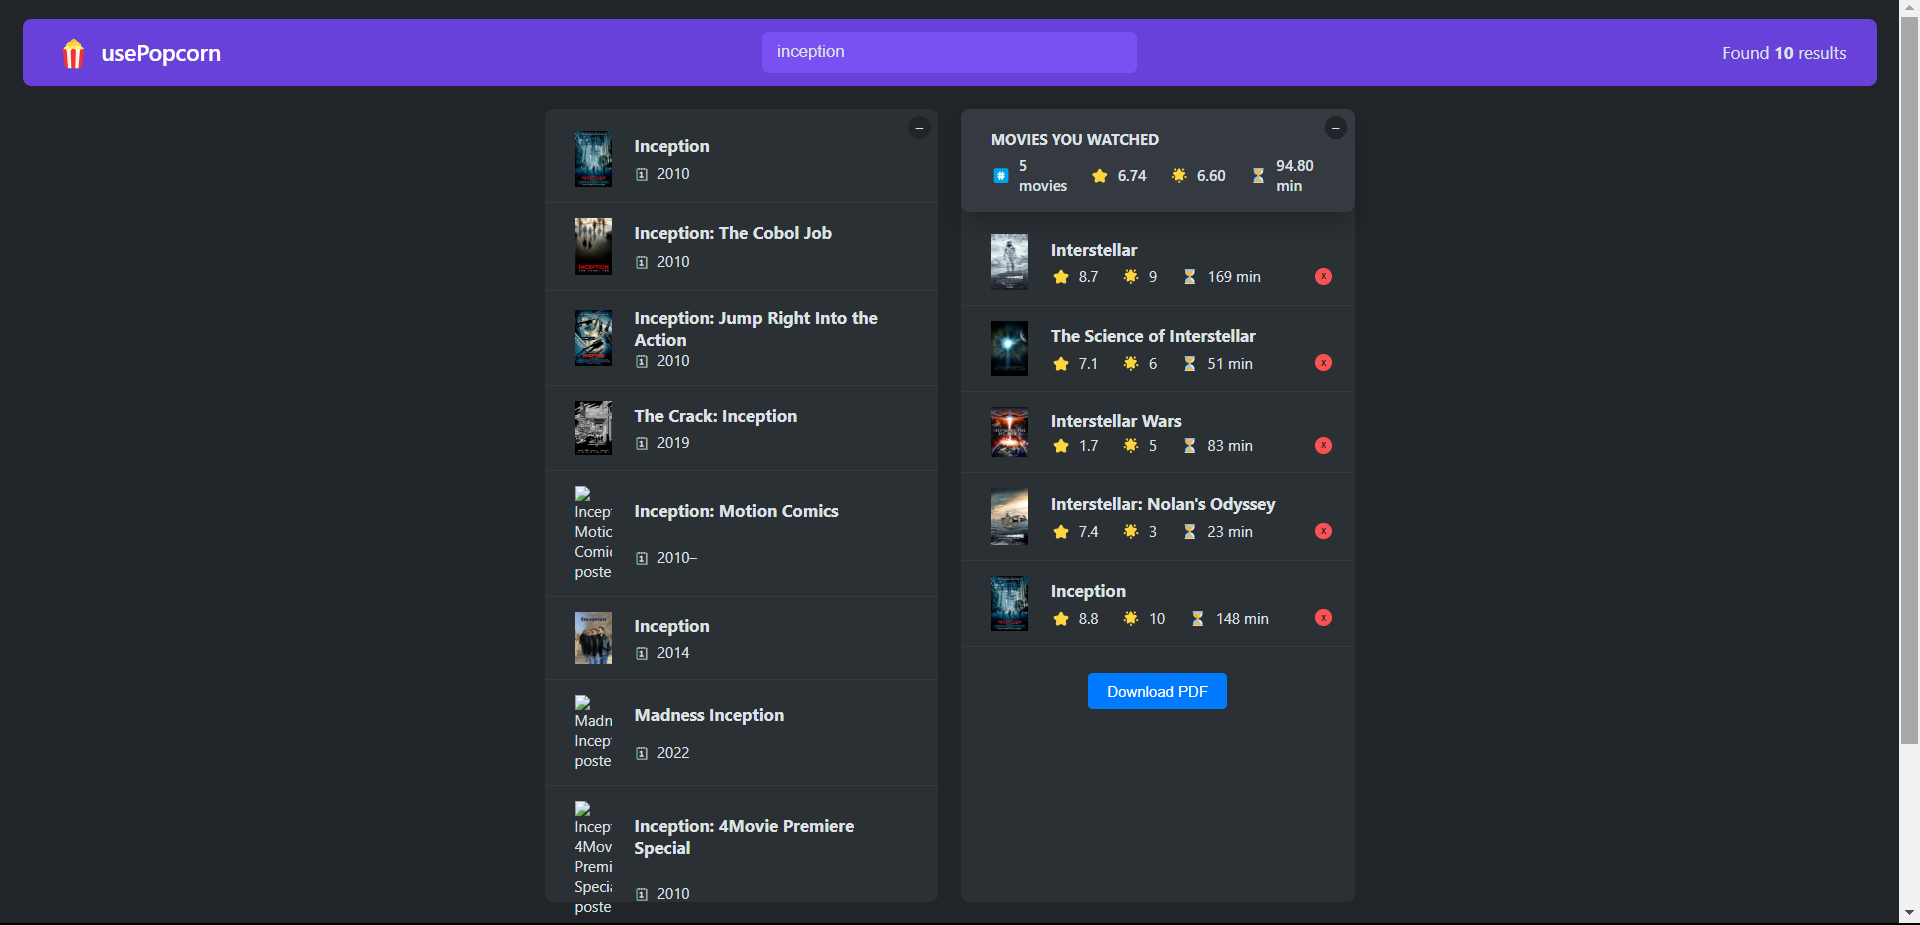 usePopcorn
inception
Found 10 results
Inception
2010
Inception: The Cobol Job
2010
Inception: Jump Right Into the
Action
2010
The Crack: Inception
2019
Incep
Motio
Comi
poste
Inception: Motion Comics
2010–
Inception
2014
Madn
Incep
poste
Madness Inception
2022
Incep
4Mov
Premi
Speci
poste
Inception: 4Movie Premiere
Special
2010
MOVIES YOU WATCHED
5
movies
6.74
6.60
94.80
min
Interstellar
8.7 9 169 min x
The Science of Interstellar
7.1 6 51 min x
Interstellar Wars
1.7 5 83 min x
Interstellar: Nolan's Odyssey
7.4 3 23 min x
Inception
8.8 10 148 min x
Download PDF